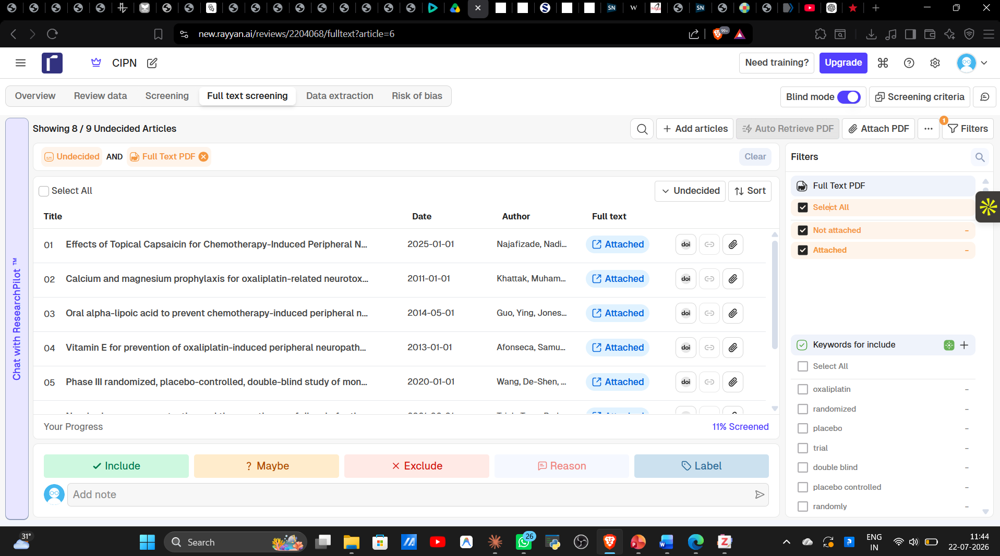 SN
W
SN
new.rayyan.ai/reviews/2204068/fulltext?article=6
99+
CIPN
Need training?
Upgrade
Overview
Review data
Screening
Full text screening
Data extraction
Risk of bias
Blind mode
Screening criteria
Chat with ResearchPilot ™
Showing 8 / 9 Undecided Articles
+ Add articles
Auto Retrieve PDF
Attach PDF
1
Filters
Undecided AND Full Text PDF
Clear
Select All
Undecided
Sort
Title Date Author Full text
01 Effects of Topical Capsaicin for Chemotherapy-Induced Peripheral N... 2025-01-01 Najafizade, Nadi... Attached doi
02 Calcium and magnesium prophylaxis for oxaliplatin-related neurotox... 2011-01-01 Khattak, Muham... Attached doi
03 Oral alpha-lipoic acid to prevent chemotherapy-induced peripheral n... 2014-05-01 Guo, Ying, Jones... Attached doi
04 Vitamin E for prevention of oxaliplatin-induced peripheral neuropath... 2013-01-01 Afonseca, Samu... Attached doi
05 Phase III randomized, placebo-controlled, double-blind study of mon... 2020-01-01 Wang, De-Shen, ... Attached doi
Your Progress
11% Screened
Include
? Maybe
Exclude
Reason
Label
Add note
Filters
Full Text PDF
Select All
Not attached –
Attached –
Keywords for include
Select All
oxaliplatin –
randomized –
placebo –
trial –
double blind –
placebo controlled –
randomly –
31°
Search
26
ENG
IN
11:44
22-07-2026